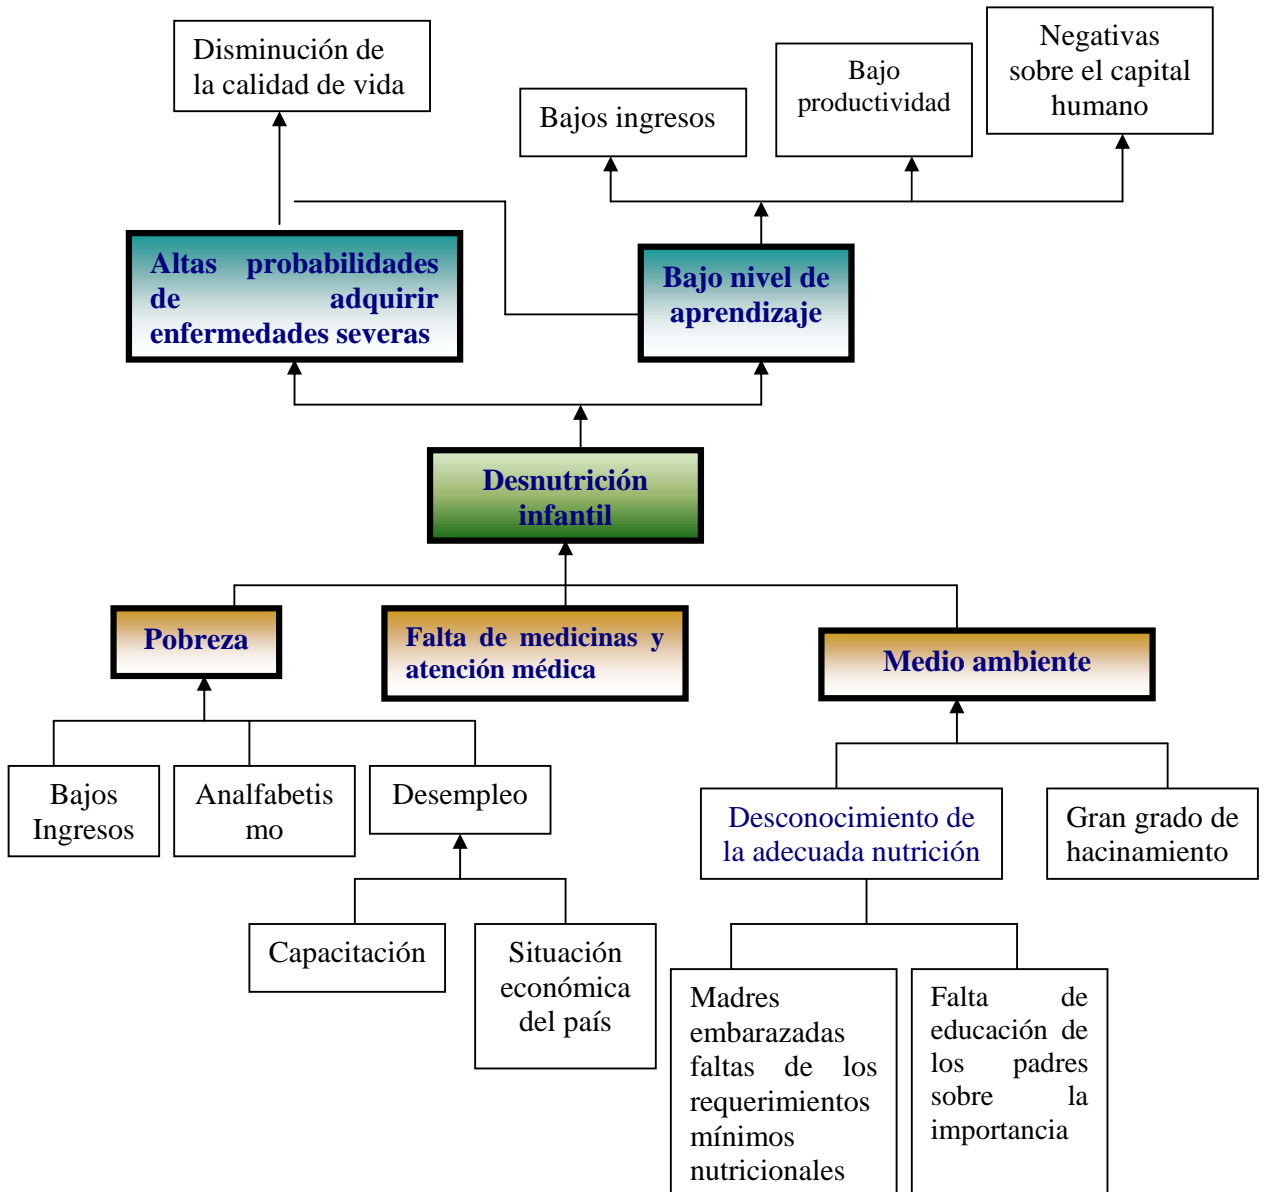 Disminución de
la calidad de vida
Bajos ingresos
Bajo
productividad
Negativas
sobre el capital
humano
Altas probabilidades
de adquirir
enfermedades severas
Bajo nivel de
aprendizaje
Desnutrición
infantil
Pobreza
Falta de medicinas y
atención médica
Medio ambiente
Bajos
Ingresos
Analfabetis
mo
Desempleo
Desconocimiento de
la adecuada nutrición
Gran grado de
hacinamiento
Capacitación
Situación
económica
del país
Madres
embarazadas
faltas de los
requerimientos
mínimos
nutricionales
Falta de
educación de
los padres
sobre la
importancia